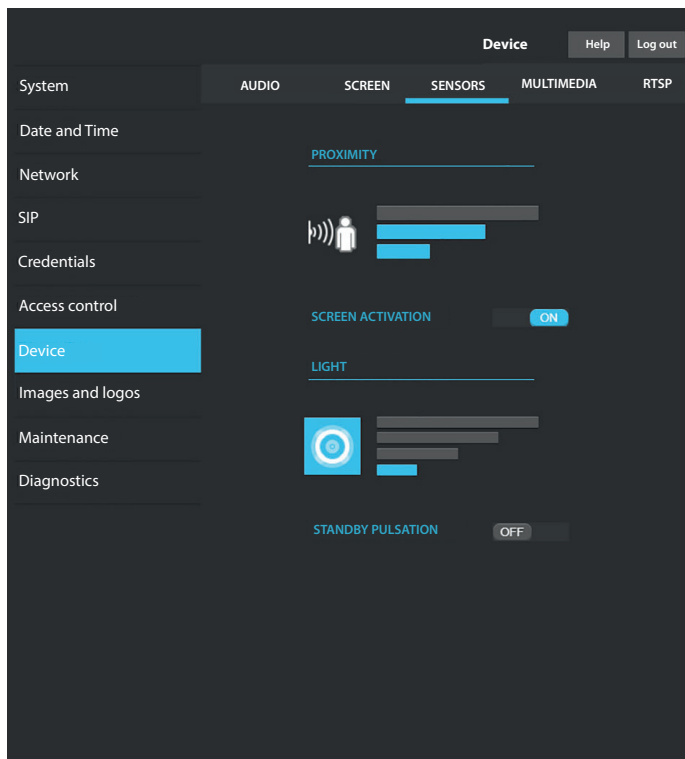 Device
Help
Log out
System
Date and Time
Network
SIP
Credentials
Access control
Device
Images and logos
Maintenance
Diagnostics
AUDIO
SCREEN
SENSORS
MULTIMEDIA
RTSP
PROXIMITY
SCREEN ACTIVATION
ON
LIGHT
STANDBY PULSATION
OFF